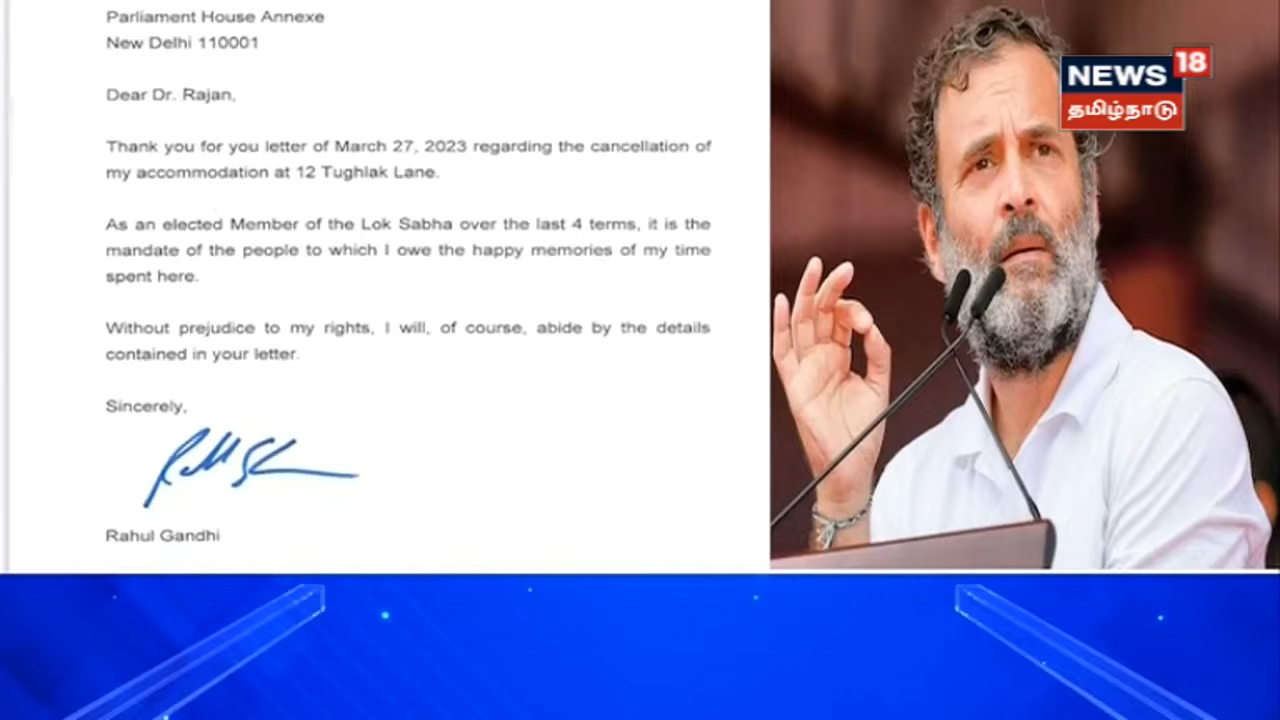 Parliament House Annexe
New Delhi 110001
Dear Dr. Rajan,
Thank you for you letter of March 27, 2023 regarding the cancellation of
my accommodation at 12 Tughlak Lane.
As an elected Member of the Lok Sabha over the last 4 terms, it is the
mandate of the people to which I owe the happy memories of my time
spent here.
Without prejudice to my rights, I will, of course, abide by the details
contained in your letter.
Sincerely,
Rahul Gandhi
NEWS 18
தமிழ்நாடு